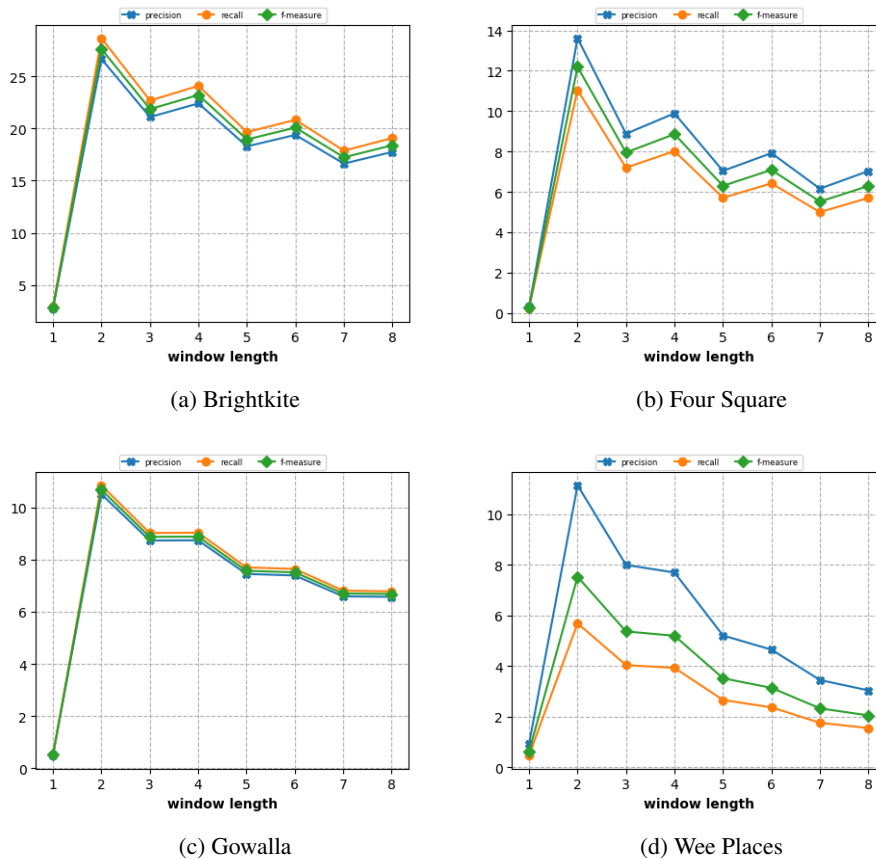 precision recall f-measure
25
20
15
10
5
1 2 3 4 5 6 7 8
window length
(a) Brightkite
precision recall f-measure
14
12
10
8
6
4
2
0
1 2 3 4 5 6 7 8
window length
(b) Four Square
precision recall f-measure
10
8
6
4
2
0
1 2 3 4 5 6 7 8
window length
(c) Gowalla
precision recall f-measure
10
8
6
4
2
0
1 2 3 4 5 6 7 8
window length
(d) Wee Places